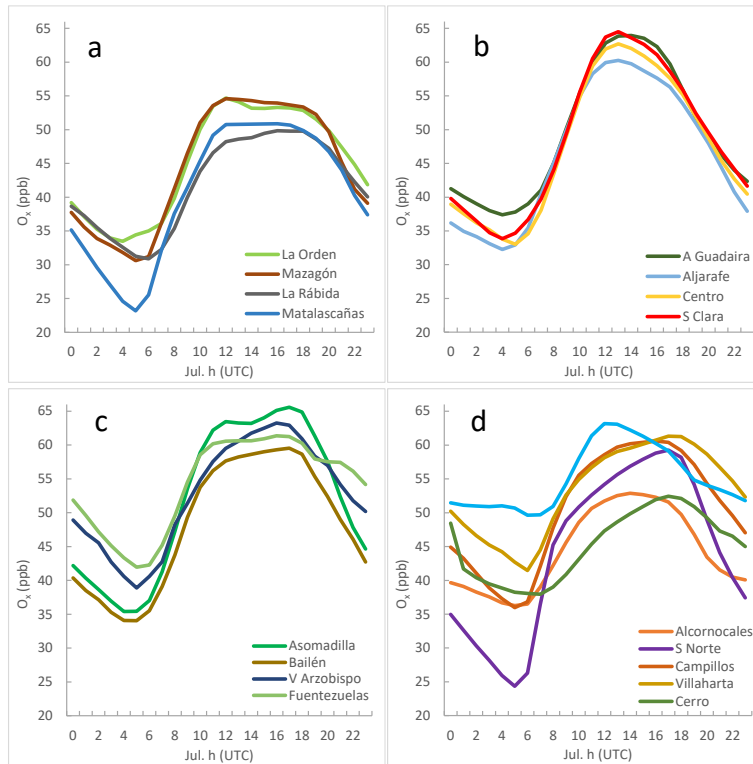 a
65
60
55
50
45
40
35
30
25
20
Oₓ (ppb)
0 2 4 6 8 10 12 14 16 18 20 22
Jul. h (UTC)
La Orden
Mazagón
La Rábida
Matalascañas
b
65
60
55
50
45
40
35
30
25
20
Oₓ (ppb)
0 2 4 6 8 10 12 14 16 18 20 22
Jul. h (UTC)
A Guadaira
Aljarafe
Centro
S Clara
c
65
60
55
50
45
40
35
30
25
20
Oₓ (ppb)
0 2 4 6 8 10 12 14 16 18 20 22
Jul. h (UTC)
Asomadilla
Bailén
V Arzobispo
Fuentezuelas
d
65
60
55
50
45
40
35
30
25
20
Oₓ (ppb)
0 2 4 6 8 10 12 14 16 18 20 22
Jul. h (UTC)
Alcornocales
S Norte
Campillos
Villaharta
Cerro